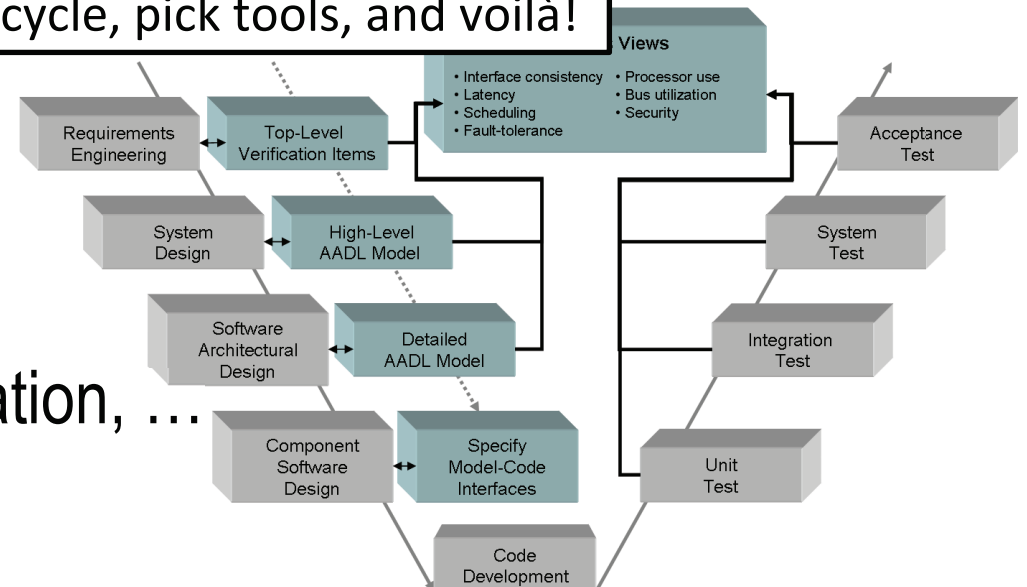 cycle, pick tools, and voilà!
Views
• Interface consistency
• Latency
• Scheduling
• Fault-tolerance
• Processor use
• Bus utilization
• Security
Requirements
Engineering
Top-Level
Verification Items
Acceptance
Test
System
Design
High-Level
AADL Model
System
Test
Software
Architectural
Design
Detailed
AADL Model
Integration
Test
ation, ...
Component
Software
Design
Specify
Model-Code
Interfaces
Unit
Test
Code
Development